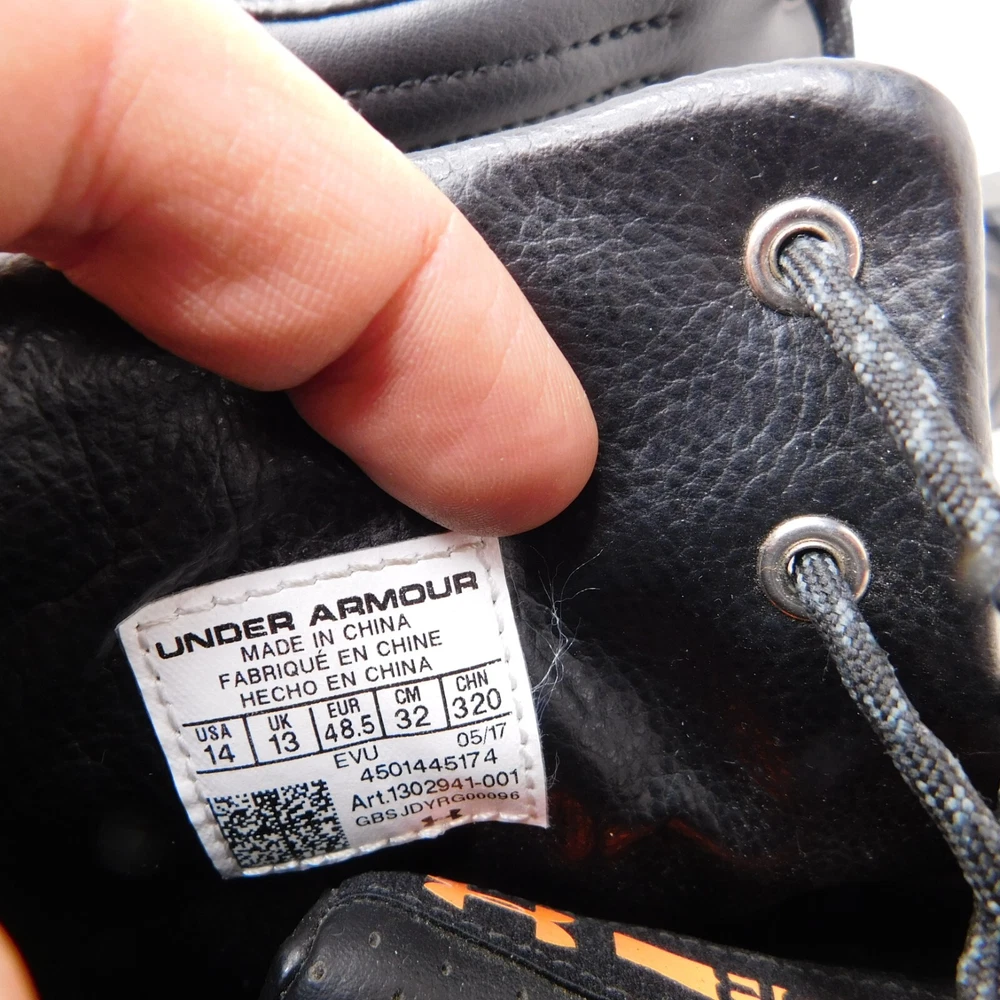 UNDER ARMOUR
MADE IN CHINA
FABRIQUÉ EN CHINE
HECHO EN CHINA
USA UK EUR CM CHN
14 13 48.5 32 320
EVU 05/17
4501445174
Art.1302941-001
GBSJDYRG00096